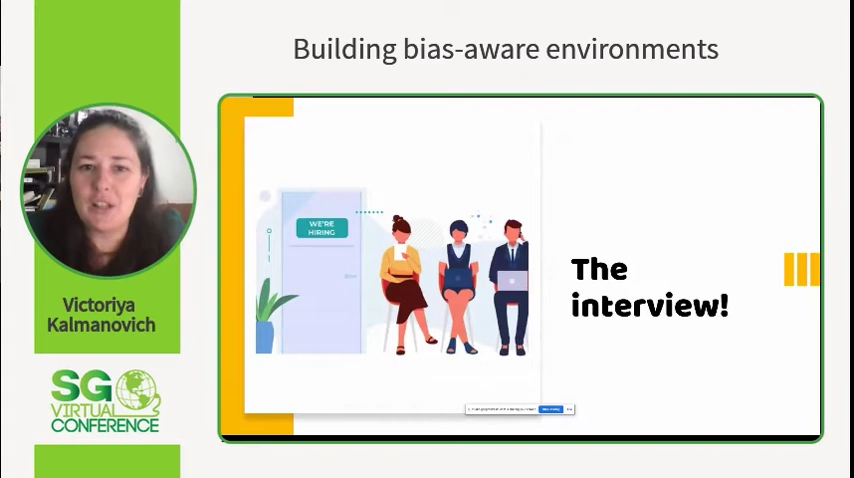 Building bias-aware environments
WE'RE
HIRING
The
interview!
Victoriya
Kalmanovich
SG
VIRTUAL
CONFERENCE